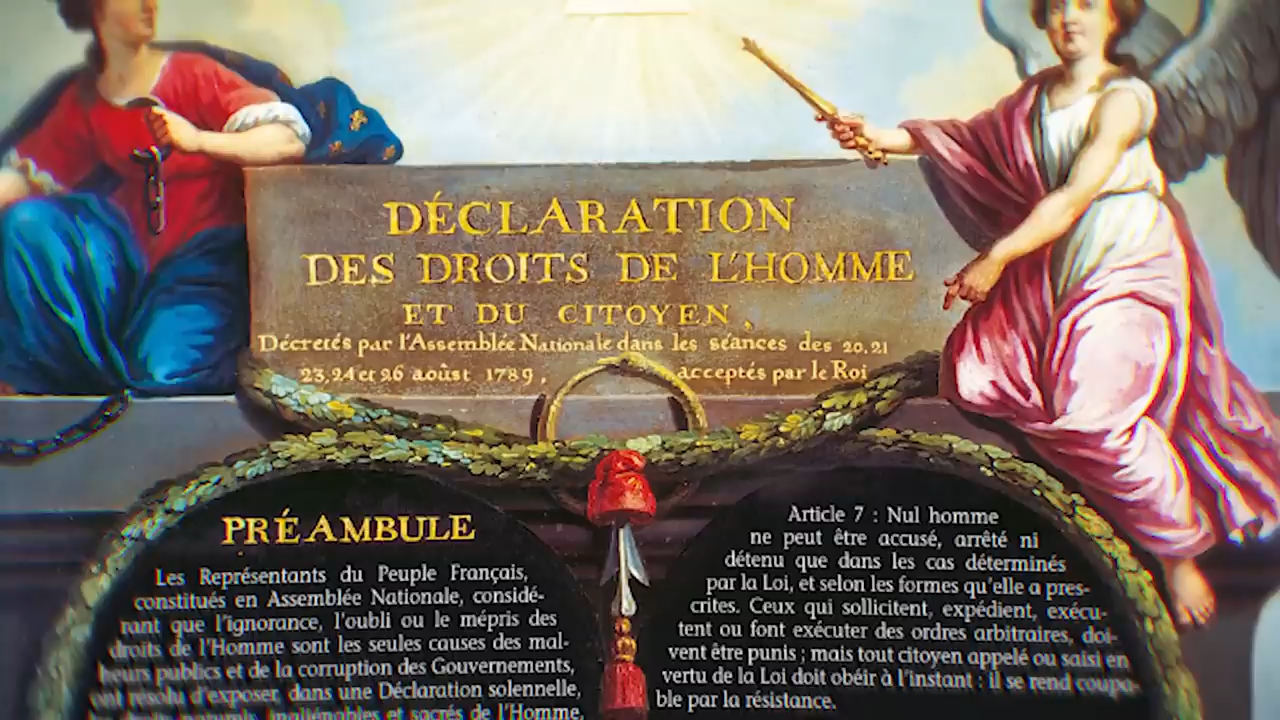 DÉCLARATION
DES DROITS DE L'HOMME
ET DU CITOYEN,
Décretés par l'Assemblée Nationale dans les séances des 20, 21
23, 24 et 26 août 1789, acceptés par le Roi
PRÉAMBULE
Les Représentants du Peuple Français,
constitués en Assemblée Nationale, considé-
rant que l'ignorance, l'oubli ou le mépris des
droits de l'Homme sont les seules causes des mal-
heurs publics et de la corruption des Gouvernements,
ont résolu d'exposer, dans une Déclaration solennelle,
droits naturels, inaliénables et sacrés de l'Homme,
Article 7 : Nul homme
ne peut être accusé, arrêté ni
détenu que dans les cas déterminés
par la Loi, et selon les formes qu'elle a pres-
crites. Ceux qui sollicitent, expédient, exécu-
tent ou font exécuter des ordres arbitraires, doi-
vent être punis ; mais tout citoyen appelé ou saisi en
vertu de la Loi doit obéir à l'instant : il se rend coupa-
ble par la résistance.